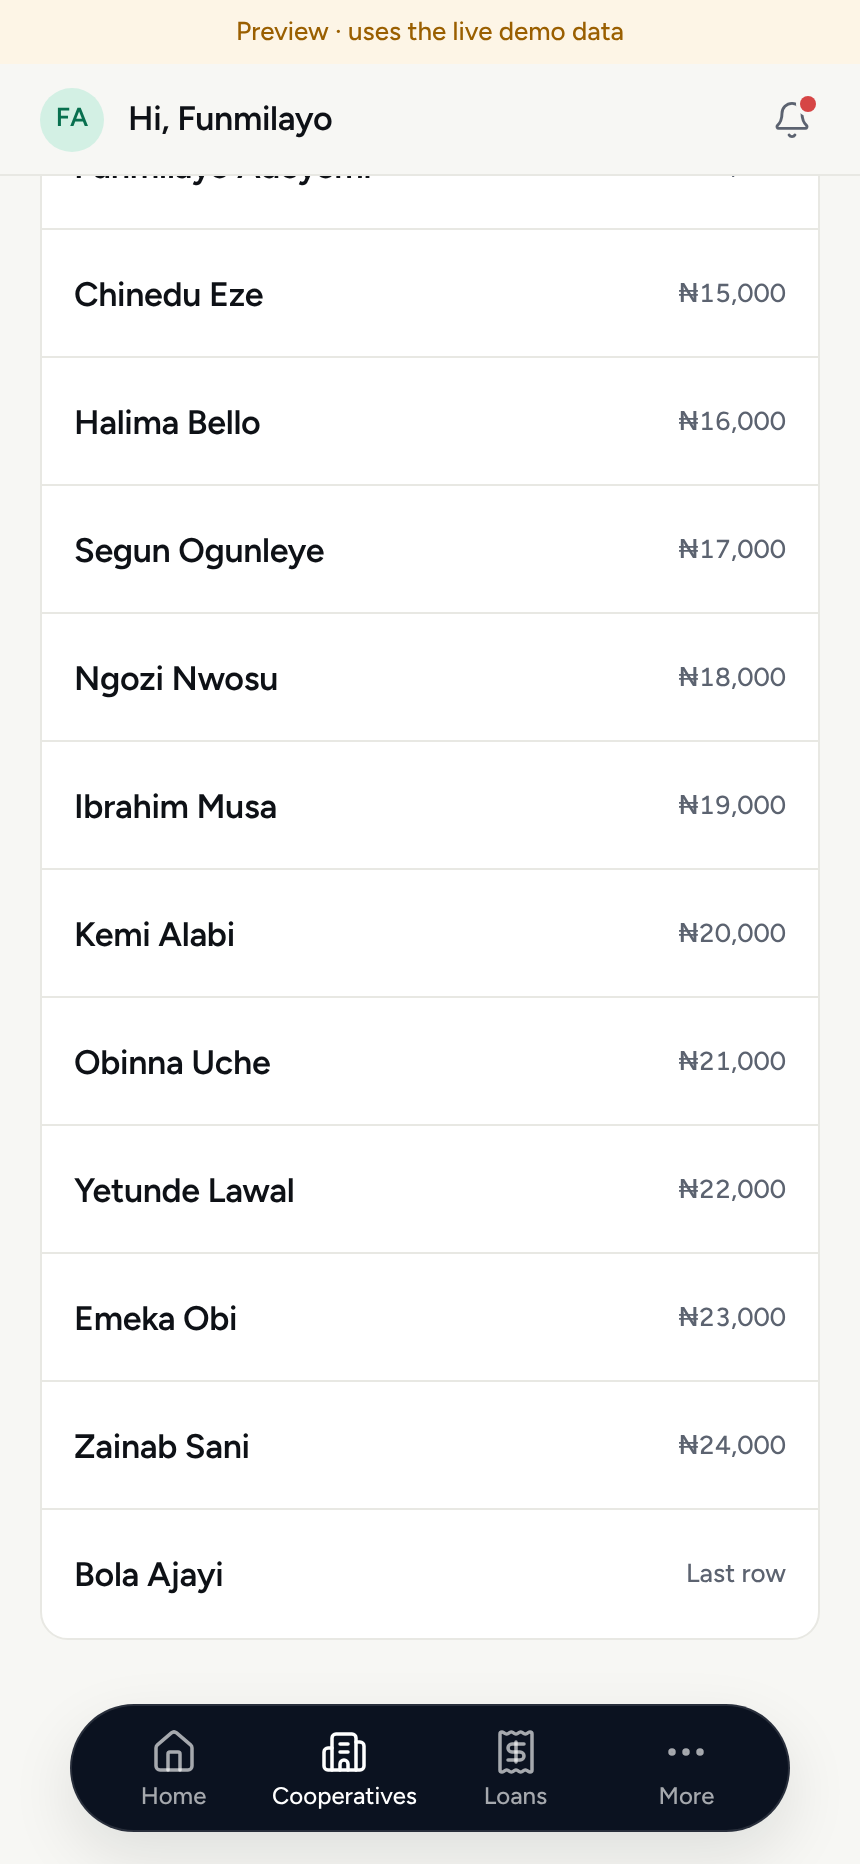 Preview · uses the live demo data
FA
Hi, Funmilayo
Chinedu Eze
₦15,000
Halima Bello
₦16,000
Segun Ogunleye
₦17,000
Ngozi Nwosu
₦18,000
Ibrahim Musa
₦19,000
Kemi Alabi
₦20,000
Obinna Uche
₦21,000
Yetunde Lawal
₦22,000
Emeka Obi
₦23,000
Zainab Sani
₦24,000
Bola Ajayi
Last row
Home
Cooperatives
Loans
More